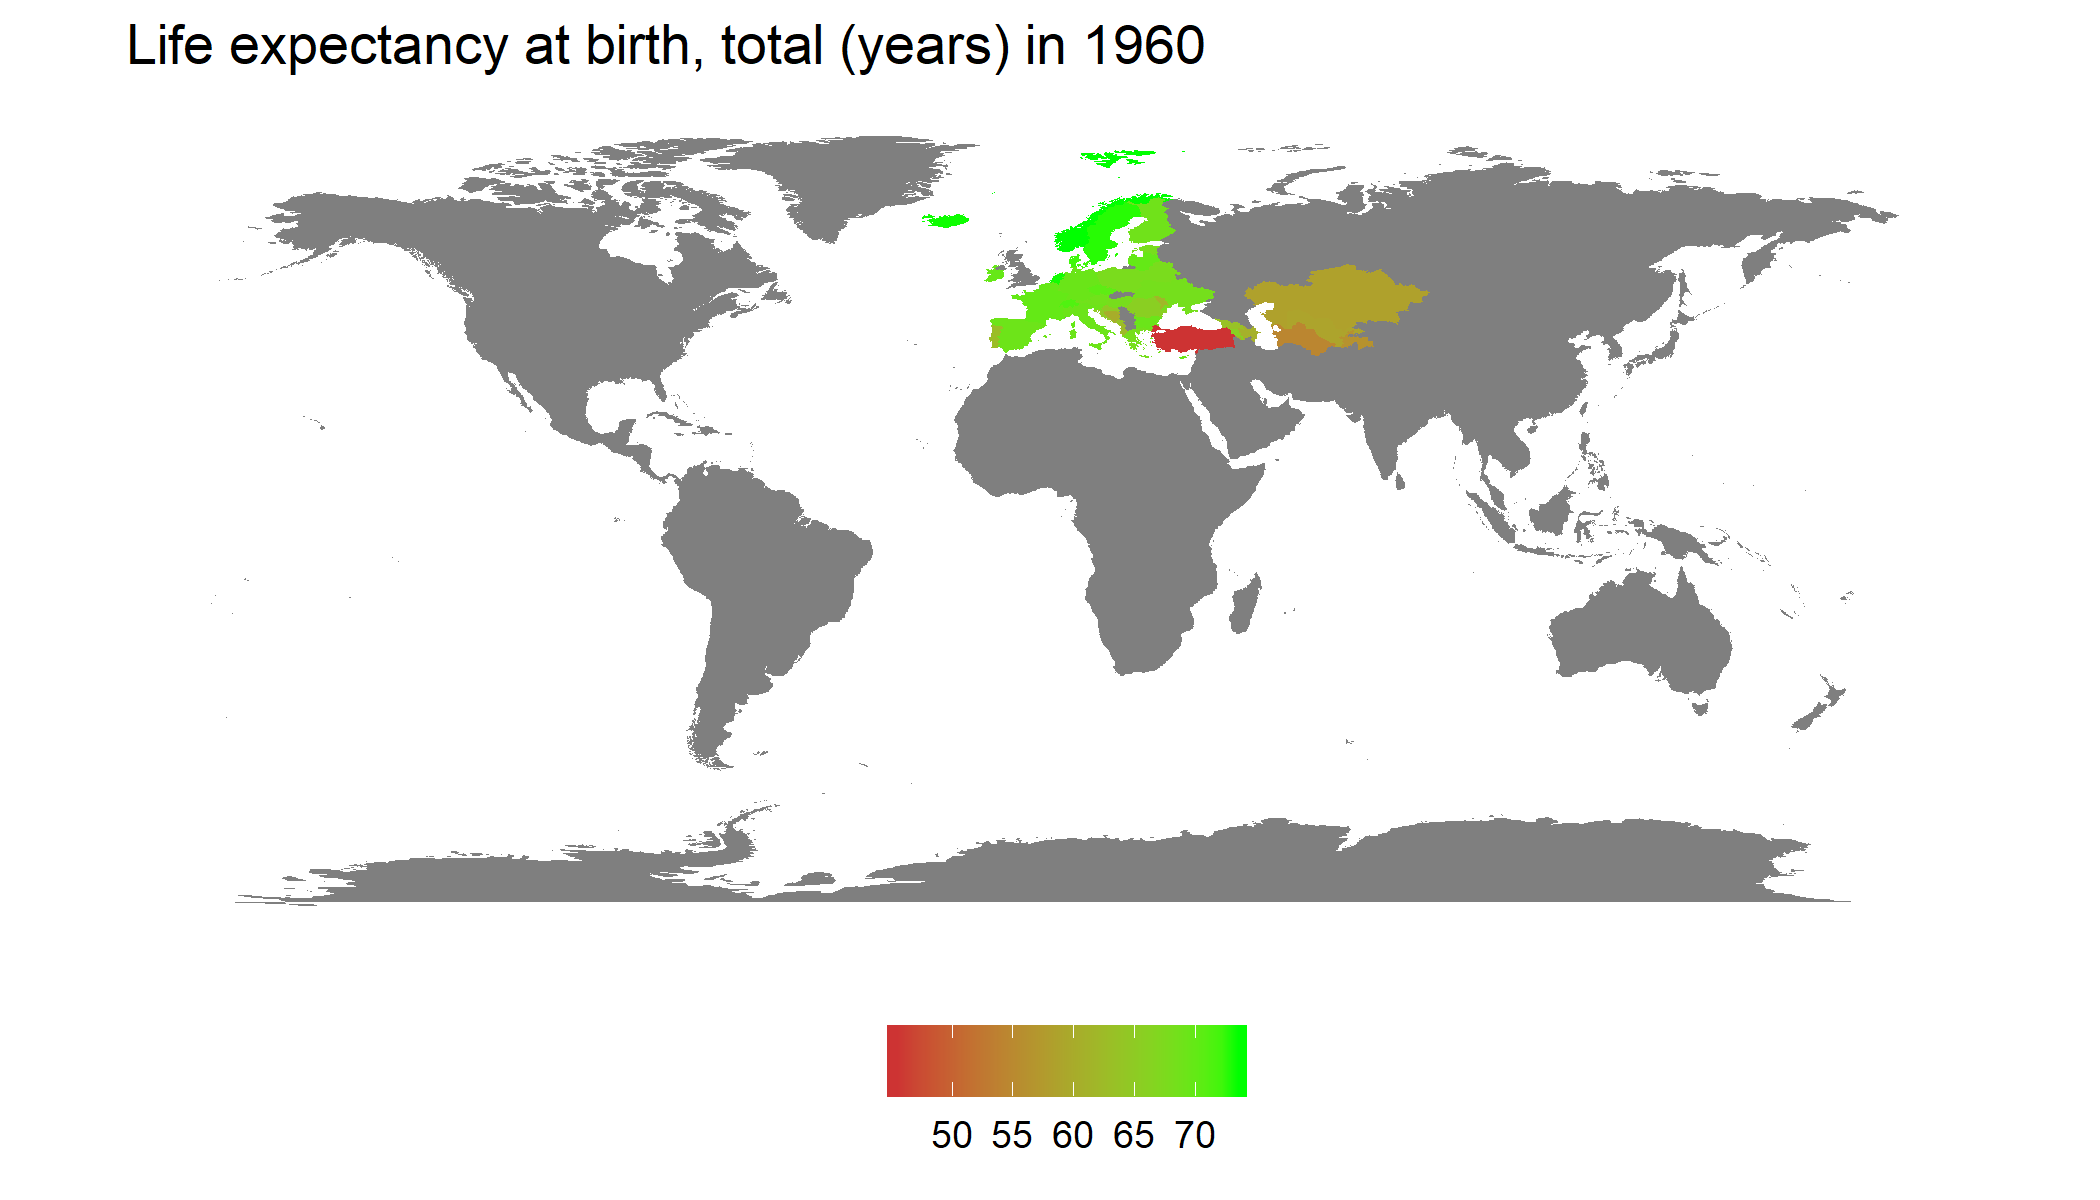 Life expectancy at birth, total (years) in 1960
50 55 60 65 70